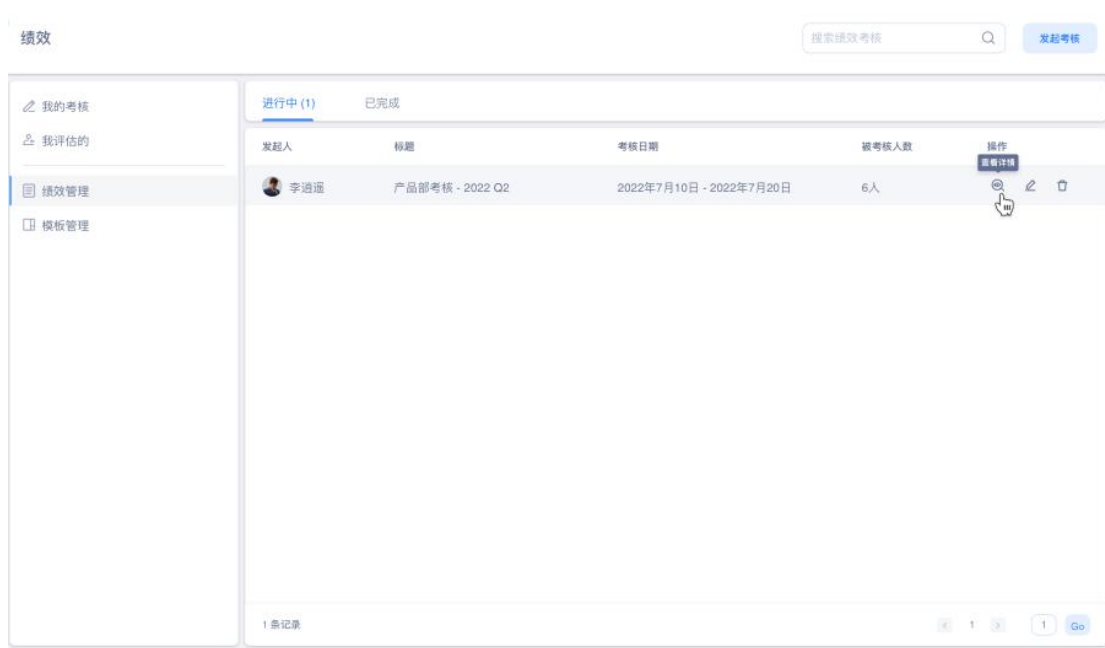 绩效
搜索绩效考核
发起考核
我的考核
我评估的
绩效管理
模板管理
进行中 (1)
已完成
发起人 标题 考核日期 被考核人数 操作
查看详情
李逍遥 产品部考核 - 2022 Q2 2022年7月10日 - 2022年7月20日 6人
1 条记录
1
1
Go